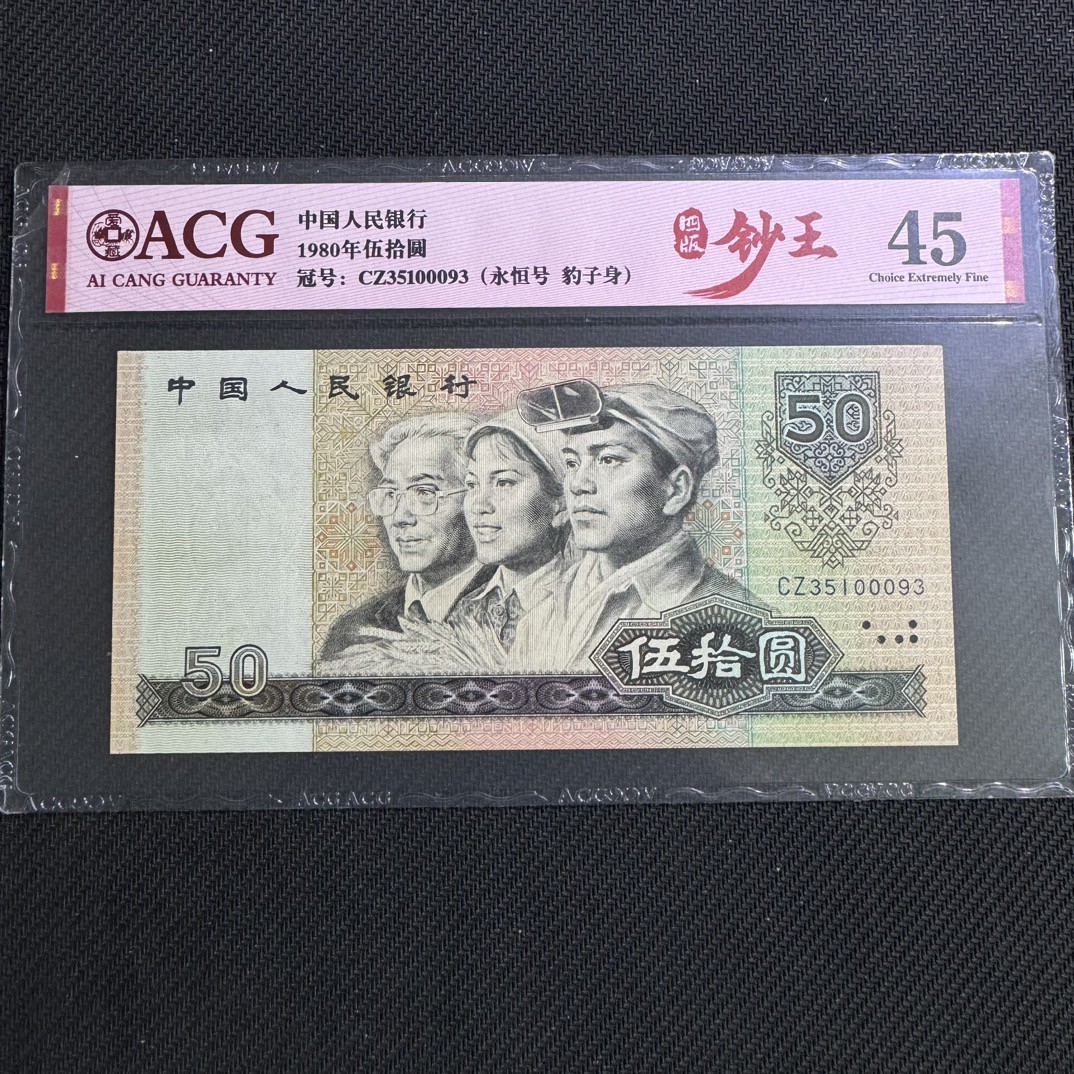 ACG
AI CANG GUARANTY
中国人民银行
1980年伍拾圆
冠号：CZ35100093（永恒号 豹子身）
四版
钞王
45
Choice Extremely Fine
中国人民银行
50
CZ35100093
伍拾圆
50